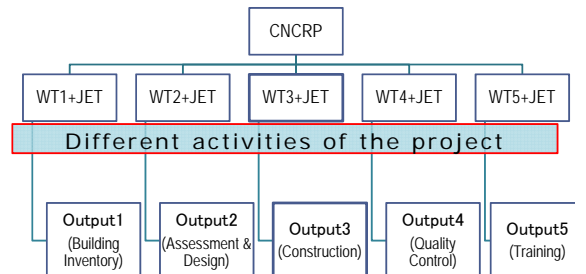 CNCRP
WT1+JET WT2+JET WT3+JET WT4+JET WT5+JET
Different activities of the project
Output1 Output2 Output3 Output4 Output5
(Building Inventory) (Assessment & Design) (Construction) (Quality Control) (Training)